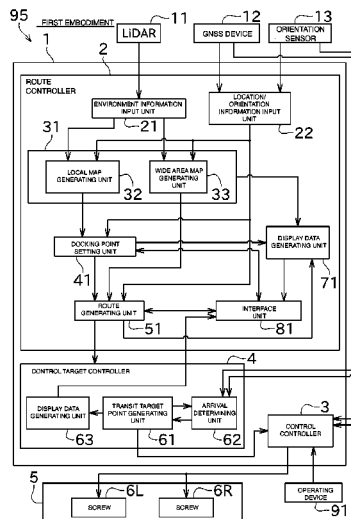 95
FIRST EMBODIMENT
11
12
13
LiDAR
GNSS DEVICE
ORIENTATION
SENSOR
1
2
ROUTE
CONTROLLER
ENVIRONMENT INFORMATION
INPUT UNIT
21
LOCATION/
ORIENTATION
INFORMATION INPUT
UNIT
22
31
LOCAL MAP
GENERATING UNIT
32
WIDE AREA MAP
GENERATING
UNIT
33
DOCKING POINT
SETTING UNIT
41
DISPLAY DATA
GENERATING UNIT
71
ROUTE
GENERATING UNIT
51
INTERFACE
UNIT
81
4
CONTROL TARGET CONTROLLER
DISPLAY DATA
GENERATING UNIT
63
TRANSIT TARGET
POINT GENERATING
UNIT
61
ARRIVAL
DETERMINING
UNIT
62
3
CONTROL
CONTROLLER
5
6L
6R
SCREW
SCREW
OPERATING
DEVICE
91